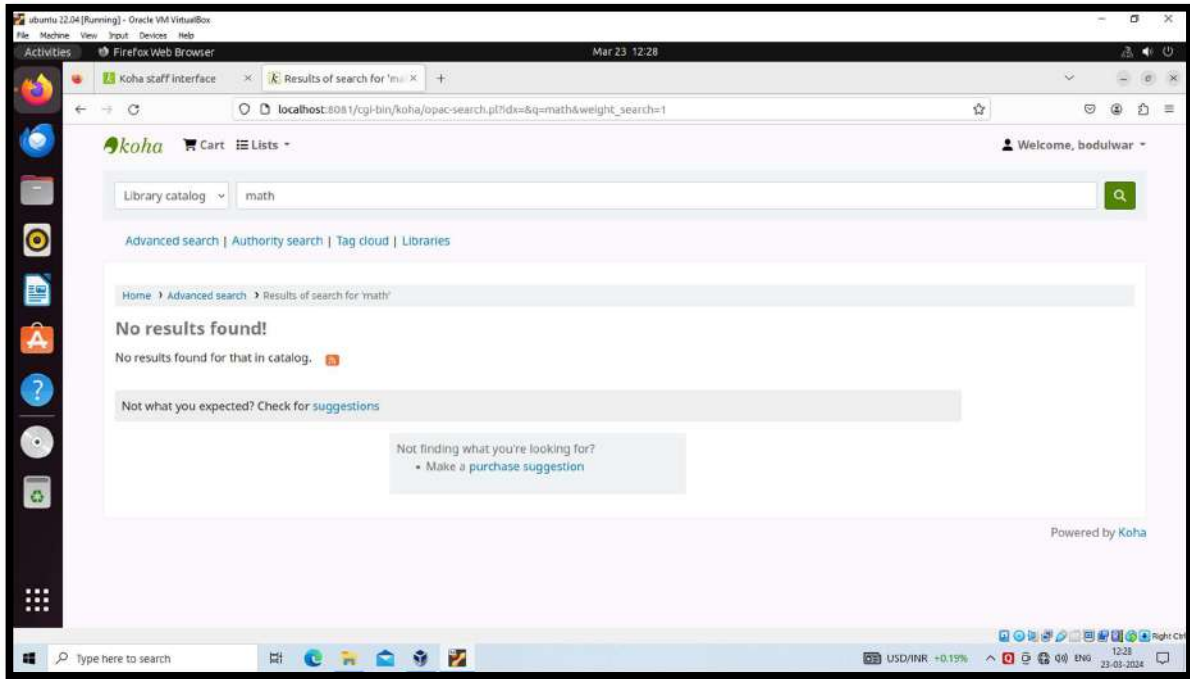 ubuntu 22.04 [Running] - Oracle VM VirtualBox
File Machine View Input Devices Help
Activities Firefox Web Browser Mar 23 12:28
Koha staff interface × Results of search for 'ma × +
localhost:8081/cgi-bin/koha/opac-search.pl?idx=&q=math&weight_search=1
koha Cart Lists Welcome, bodulwar
Library catalog math
Advanced search | Authority search | Tag cloud | Libraries
Home Advanced search Results of search for 'math'
No results found!
No results found for that in catalog.
Not what you expected? Check for suggestions
Not finding what you're looking for?
• Make a purchase suggestion
Powered by Koha
Right Ctrl
Type here to search USD/INR +0.19% ENG 12:28
23-03-2024